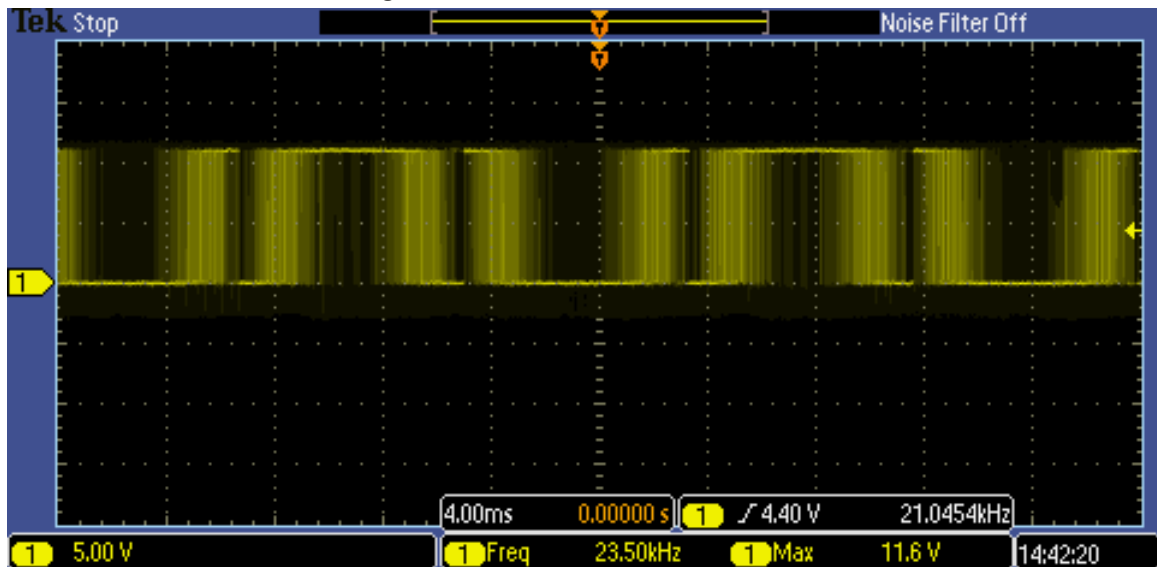 Tek Stop Noise Filter Off
T
T
1
4.00ms 0.00000 s 1 4.40 V 21.0454kHz
1 5.00 V 1 Freq 23.50kHz 1 Max 11.6 V 14:42:20